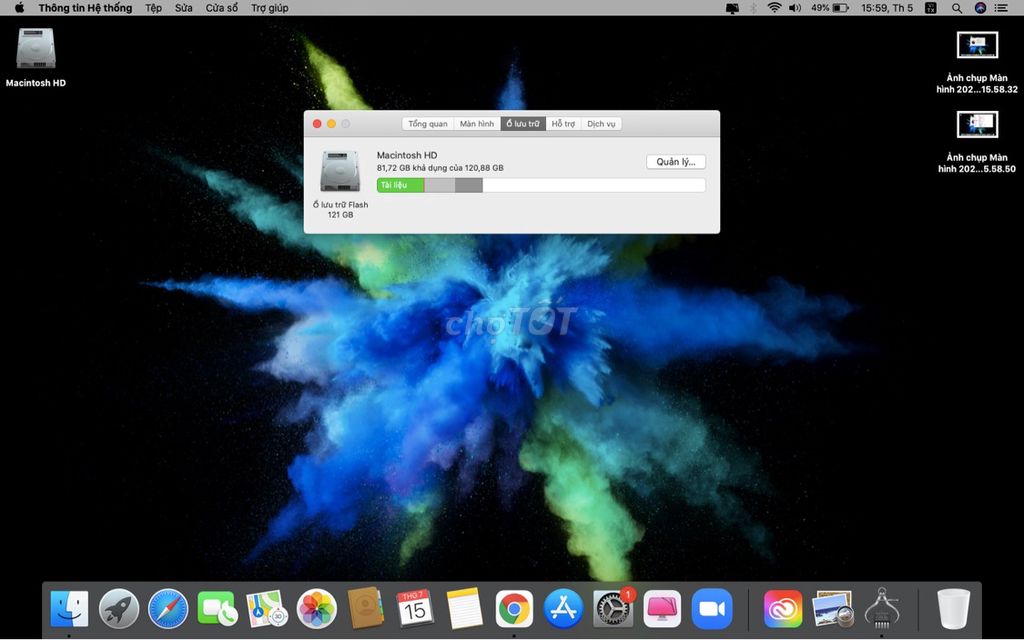 Thông tin Hệ thống Tệp Sửa Cửa sổ Trợ giúp 49% 15:59, Th 5
Macintosh HD
Ảnh chụp Màn
hình 202...15.58.32
Ảnh chụp Màn
hình 202...5.58.50
Tổng quan Màn hình Ổ lưu trữ Hỗ trợ Dịch vụ
Macintosh HD
81,72 GB khả dụng của 120,88 GB
Quản lý...
Tài liệu
Ổ lưu trữ Flash
121 GB
choTỐT
THG 7
15
1